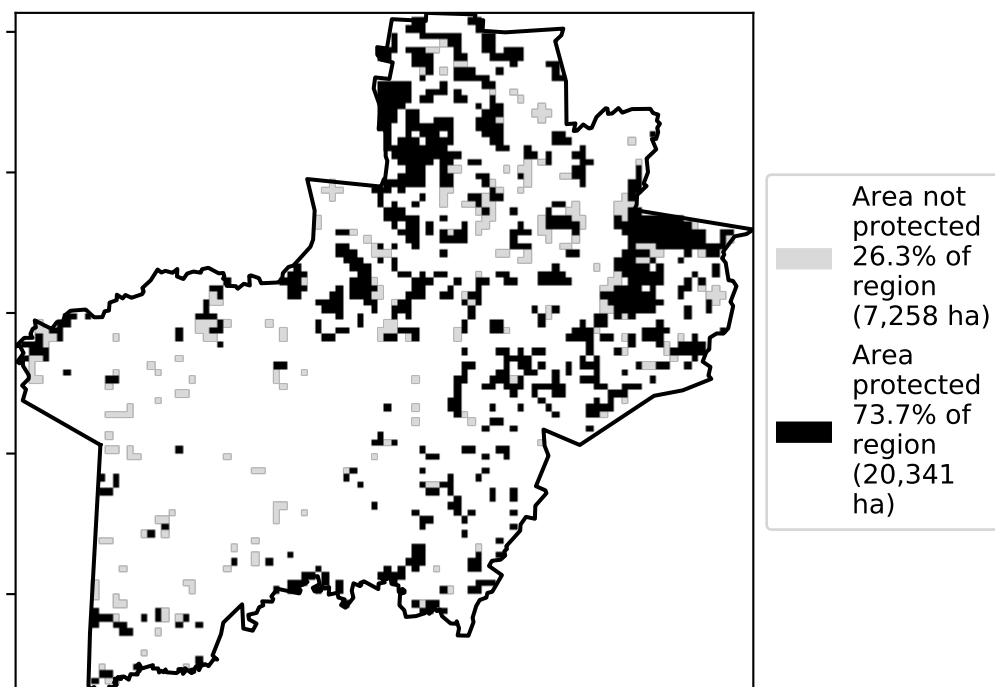 Area not
protected
26.3% of
region
(7,258 ha)
Area
protected
73.7% of
region
(20,341
ha)